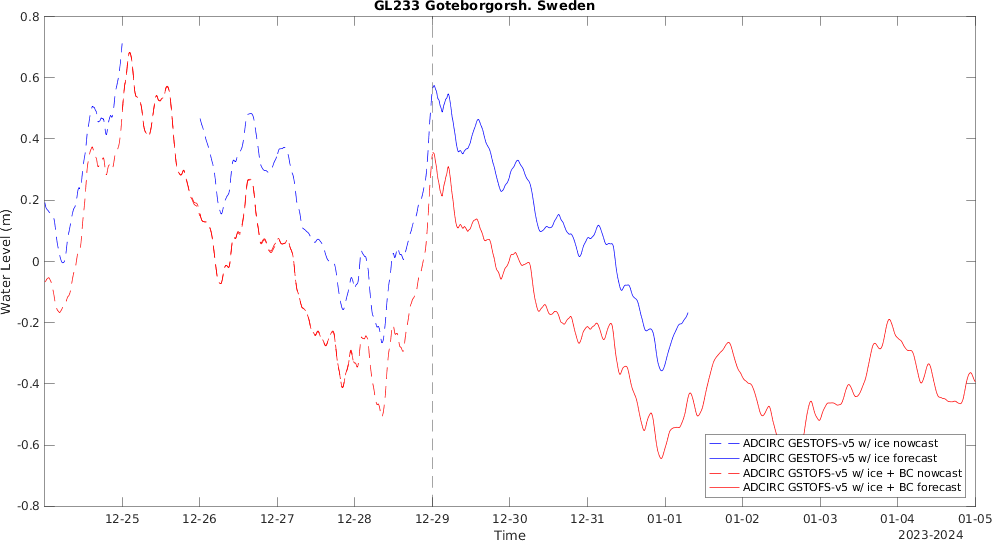 GL233 Goteborgorsh. Sweden
0.8
0.6
0.4
0.2
0
-0.2
-0.4
-0.6
-0.8
Water Level (m)
12-25 12-26 12-27 12-28 12-29 12-30 12-31 01-01 01-02 01-03 01-04 01-05
Time
2023-2024
ADCIRC GESTOFS-v5 w/ ice nowcast
ADCIRC GESTOFS-v5 w/ ice forecast
ADCIRC GSTOFS-v5 w/ ice + BC nowcast
ADCIRC GSTOFS-v5 w/ ice + BC forecast